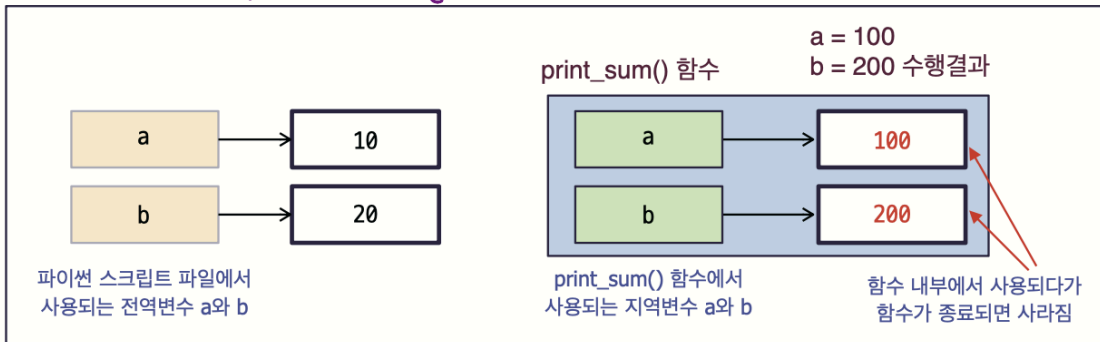 a
10
b
20
파이썬 스크립트 파일에서
사용되는 전역변수 a와 b
print_sum() 함수
a = 100
b = 200 수행결과
a
100
b
200
print_sum() 함수에서
사용되는 지역변수 a와 b
함수 내부에서 사용되다가
함수가 종료되면 사라짐